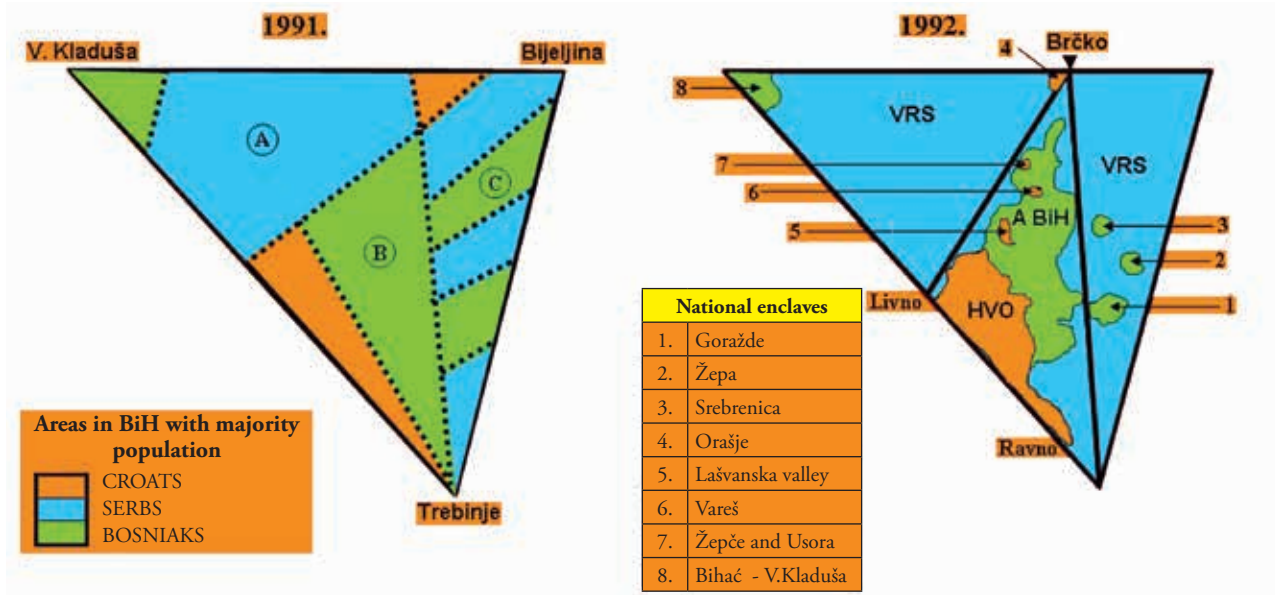 1991.
V. Kladuša
Bijeljina
A
B
C
Trebinje
Areas in BiH with majority
population
CROATS
SERBS
BOSNIAKS
1992.
Brčko
4
8
VRS
VRS
7
6
5
A BiH
3
2
1
Livno
HVO
Ravno
National enclaves
1. Goražde
2. Žepa
3. Srebrenica
4. Orašje
5. Lašvanska valley
6. Vareš
7. Žepče and Usora
8. Bihać - V.Kladuša